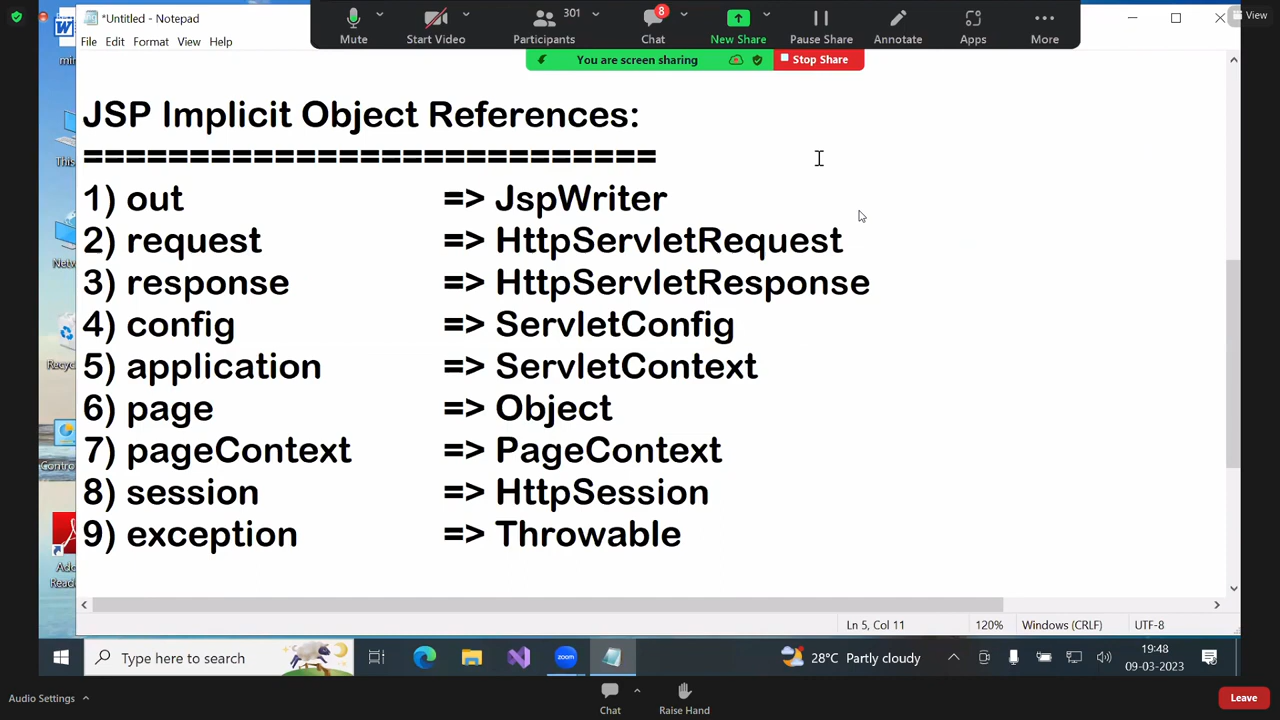 *Untitled - Notepad
File Edit Format View Help
Mute Start Video Participants 301 Chat 8 New Share Pause Share Annotate Apps More
View
You are screen sharing Stop Share
JSP Implicit Object References:
===========================
1) out => JspWriter
2) request => HttpServletRequest
3) response => HttpServletResponse
4) config => ServletConfig
5) application => ServletContext
6) page => Object
7) pageContext => PageContext
8) session => HttpSession
9) exception => Throwable
Ln 5, Col 11 120% Windows (CRLF) UTF-8
Type here to search
28°C Partly cloudy
19:48
09-03-2023
Audio Settings
Chat
Raise Hand
Leave